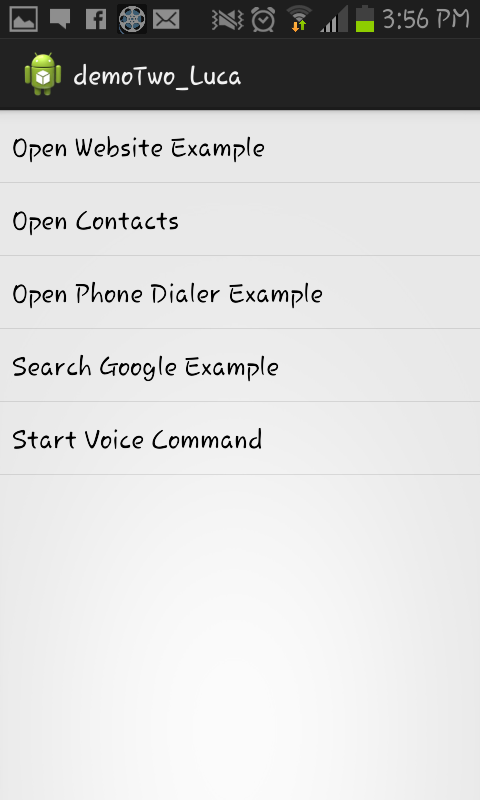 3:56 PM
demoTwo_Luca
Open Website Example
Open Contacts
Open Phone Dialer Example
Search Google Example
Start Voice Command